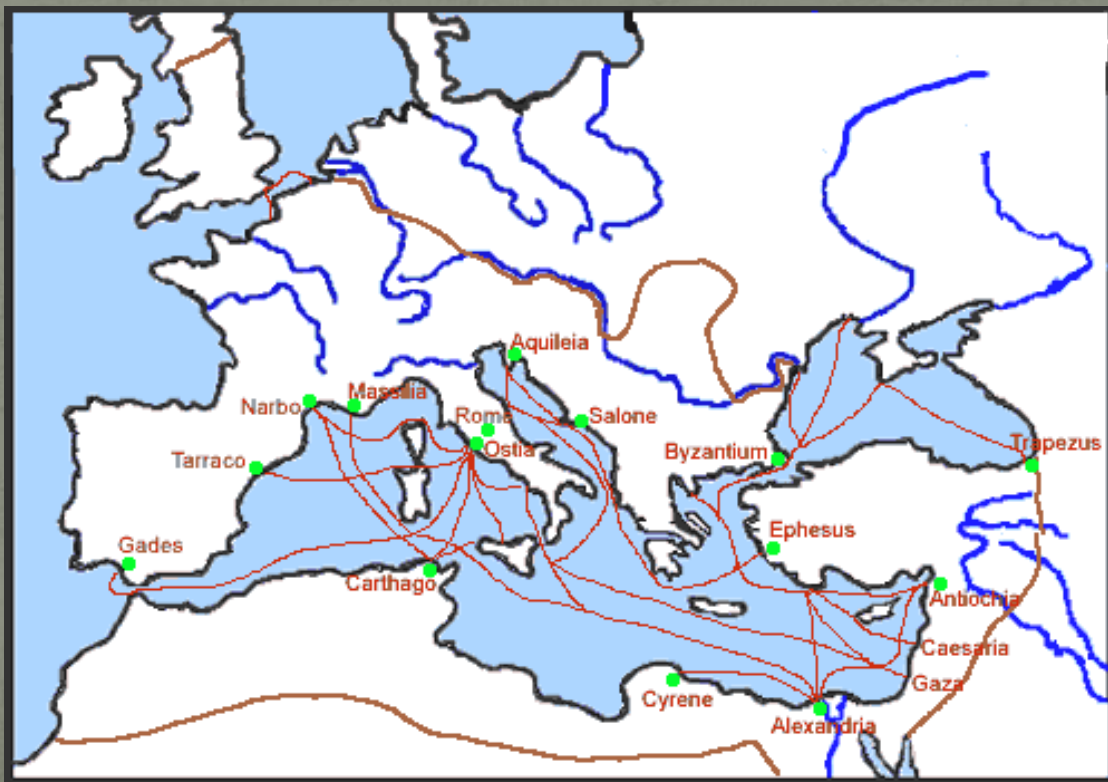 Aquileia
Massilia
Narbo
Rome
Salone
Ostia
Tarraco
Byzantium
Trapezus
Ephesus
Gades
Carthago
Antiochia
Caesaria
Gaza
Cyrene
Alexandria